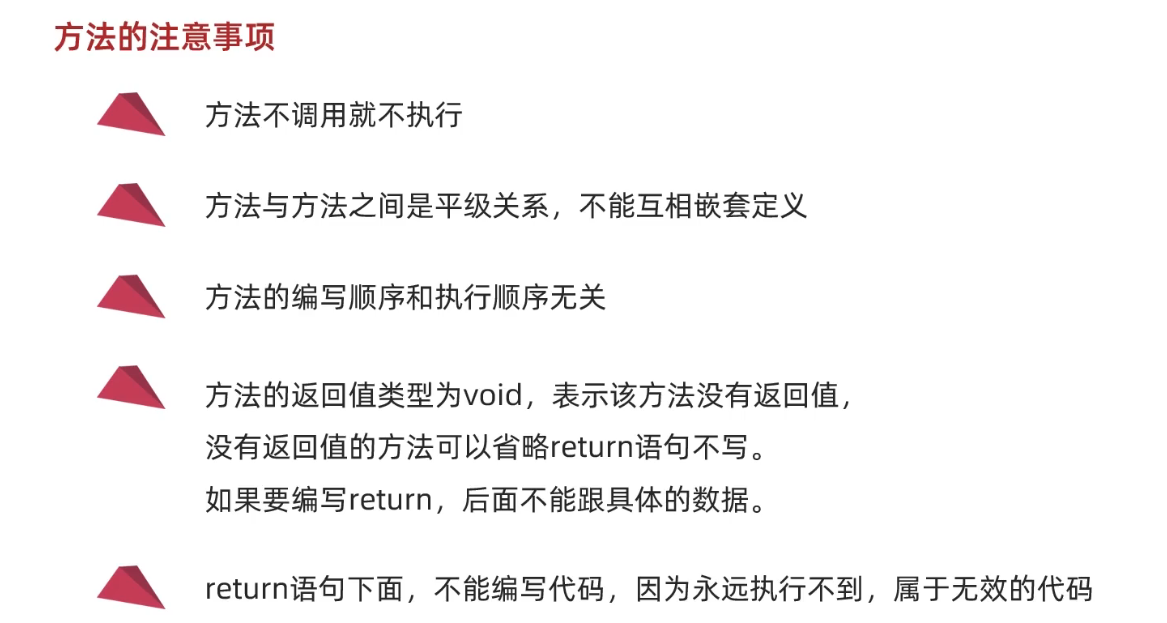 方法的注意事项
方法不调用就不执行
方法与方法之间是平级关系，不能互相嵌套定义
方法的编写顺序和执行顺序无关
方法的返回值类型为void，表示该方法没有返回值，
没有返回值的方法可以省略return语句不写。
如果要编写return，后面不能跟具体的数据。
return语句下面，不能编写代码，因为永远执行不到，属于无效的代码